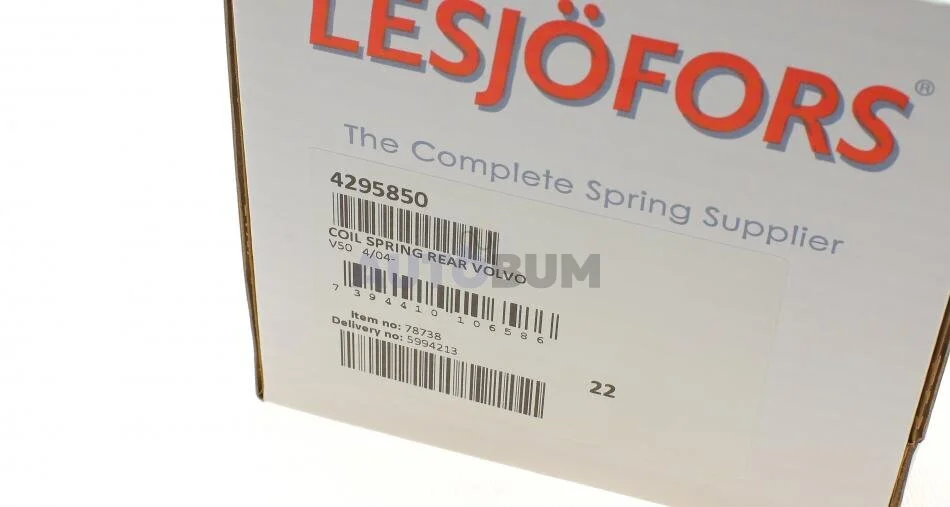 LESJÖFORS®
The Complete Spring Supplier
4295850
COIL SPRING REAR VOLVO
V50 4/04-
AUTOBUM
7 394410 106586
Item no: 78738
Delivery no: 5994213
22